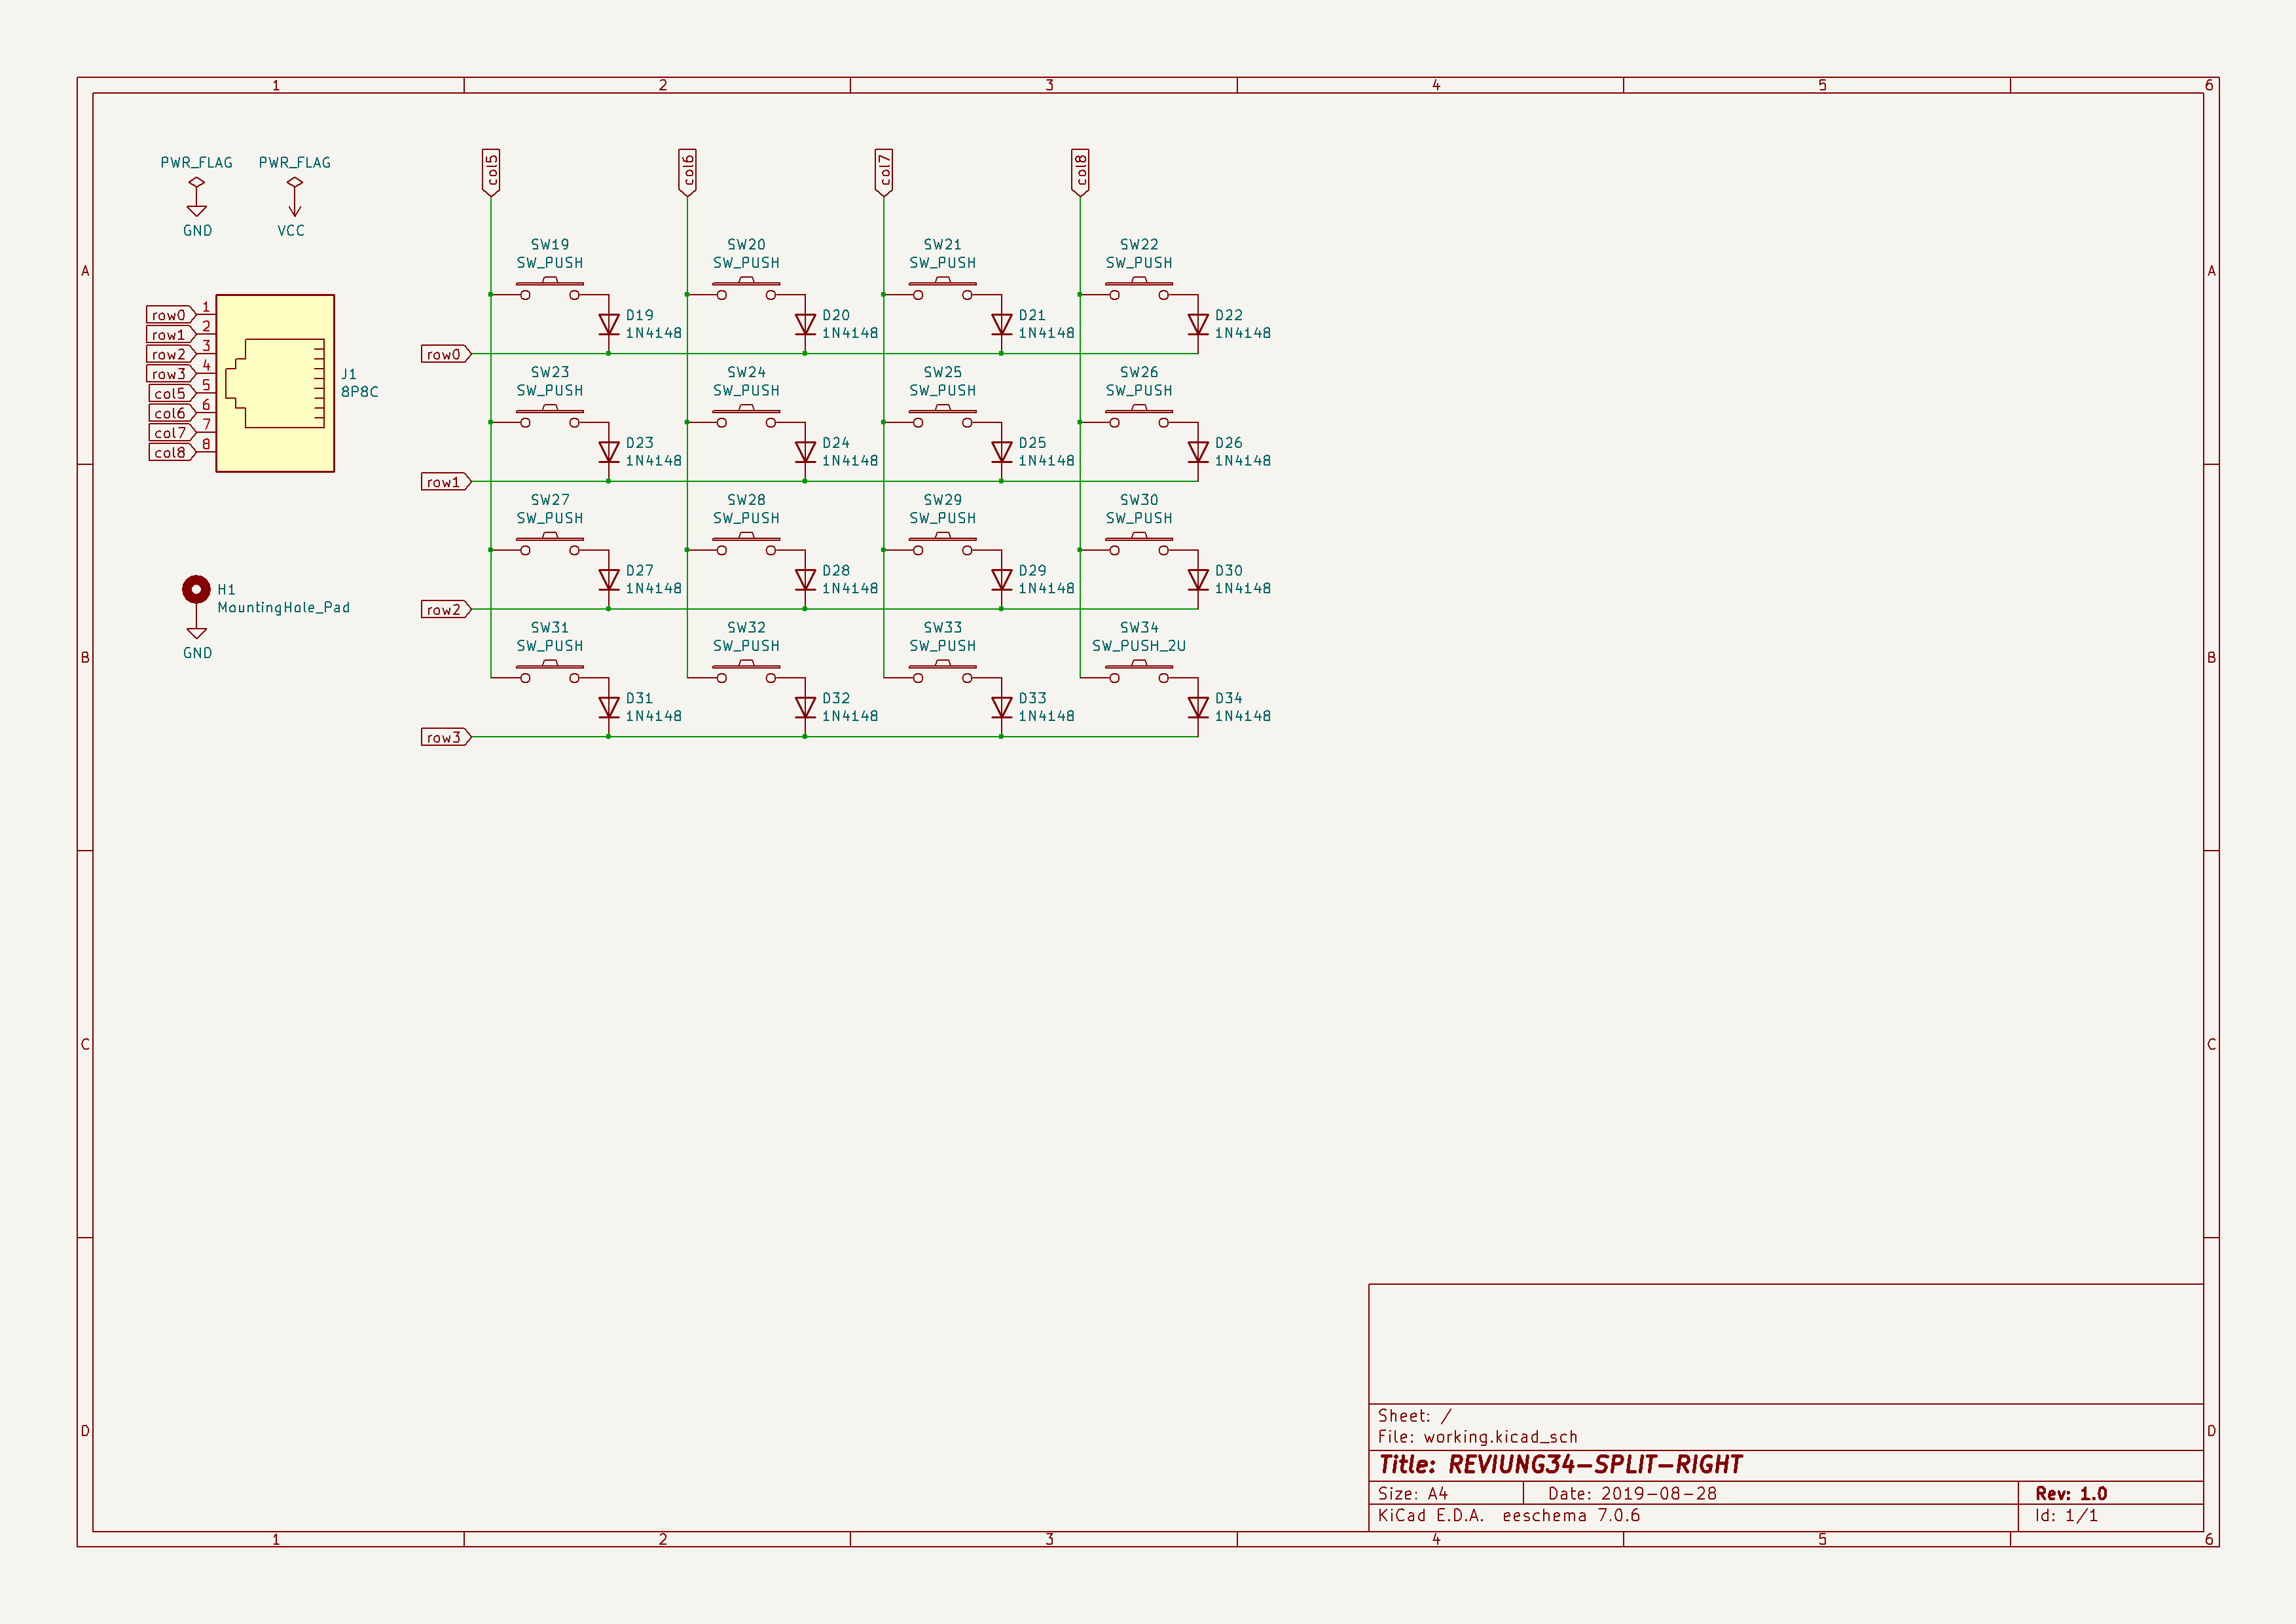 1 2 3 4 5 6
PWR_FLAG PWR_FLAG
GND VCC
col5 col6 col7 col8
A A
SW19 SW20 SW21 SW22
SW_PUSH SW_PUSH SW_PUSH SW_PUSH
D19 D20 D21 D22
1N4148 1N4148 1N4148 1N4148
row0
row0 1
row1 2
row2 3
row3 4
col5 5
col6 6
col7 7
col8 8
J1
8P8C
SW23 SW24 SW25 SW26
SW_PUSH SW_PUSH SW_PUSH SW_PUSH
D23 D24 D25 D26
1N4148 1N4148 1N4148 1N4148
row1
SW27 SW28 SW29 SW30
SW_PUSH SW_PUSH SW_PUSH SW_PUSH
D27 D28 D29 D30
1N4148 1N4148 1N4148 1N4148
row2
H1
MountingHole_Pad
GND
B B
SW31 SW32 SW33 SW34
SW_PUSH SW_PUSH SW_PUSH SW_PUSH_2U
D31 D32 D33 D34
1N4148 1N4148 1N4148 1N4148
row3
C C
D D
Sheet: /
File: working.kicad_sch
Title: REVIUNG34-SPLIT-RIGHT
Size: A4 Date: 2019-08-28 Rev: 1.0
KiCad E.D.A. eeschema 7.0.6 Id: 1/1
1 2 3 4 5 6